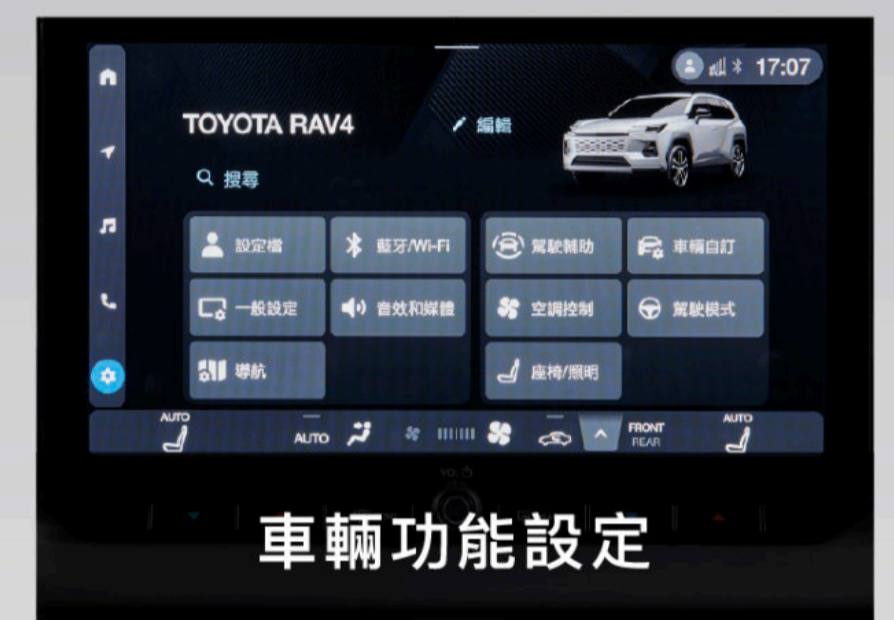 17:07
TOYOTA RAV4
編輯
搜尋
設定檔
藍牙/Wi-Fi
駕駛輔助
車輛自訂
一般設定
音效和媒體
空調控制
駕駛模式
導航
座椅/照明
AUTO
AUTO
FRONT
REAR
AUTO
VOL
車輛功能設定